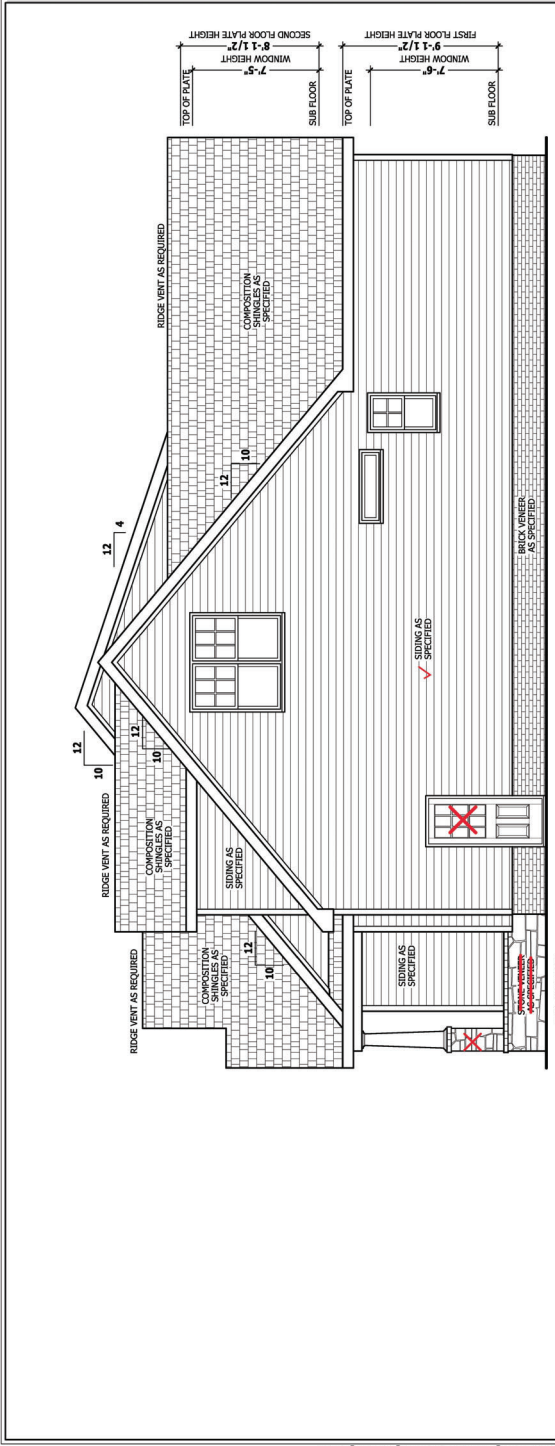 RIDGE VENT AS REQUIRED
COMPOSITION
SHINGLES AS
SPECIFIED
12
10
RIDGE VENT AS REQUIRED
COMPOSITION
SHINGLES AS
SPECIFIED
12
10
12
10
12
4
SIDING AS
SPECIFIED
SIDING AS
SPECIFIED
STONE VENEER
AS SPECIFIED
SIDING AS
SPECIFIED
BRICK VENEER
AS SPECIFIED
12
10
RIDGE VENT AS REQUIRED
COMPOSITION
SHINGLES AS
SPECIFIED
TOP OF PLATE
SUB FLOOR
TOP OF PLATE
SUB FLOOR
7'-5"
WINDOW HEIGHT
8'-1 1/2"
SECOND FLOOR PLATE HEIGHT
7'-6"
WINDOW HEIGHT
9'-1 1/2"
FIRST FLOOR PLATE HEIGHT